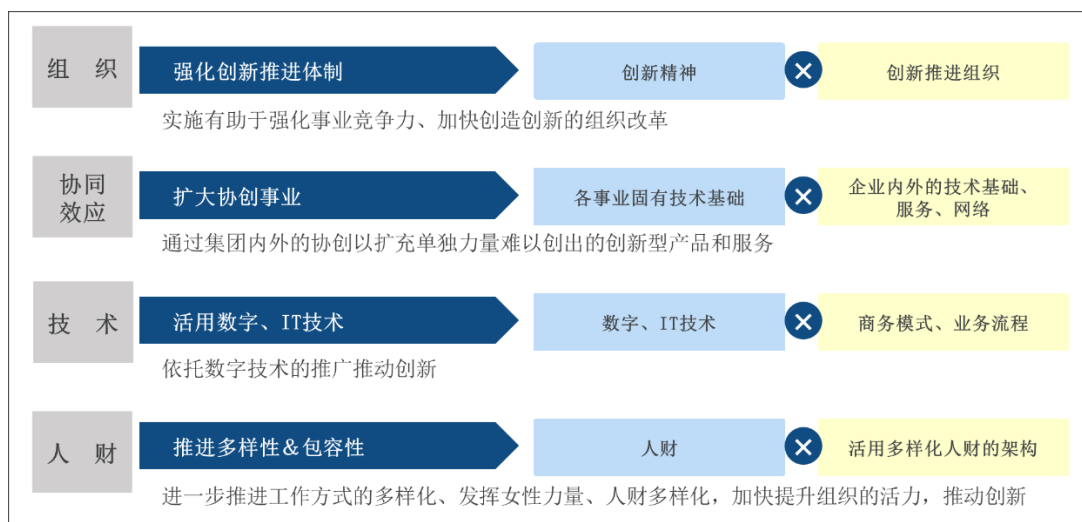 组 织
强化创新推进体制
创新精神
×
创新推进组织
实施有助于强化事业竞争力、加快创造创新的组织改革
协同
效应
扩大协创事业
各事业固有技术基础
×
企业内外的技术基础、
服务、网络
通过集团内外的协创以扩充单独力量难以创出的创新型产品和服务
技 术
活用数字、IT技术
数字、IT技术
×
商务模式、业务流程
依托数字技术的推广推动创新
人 财
推进多样性＆包容性
人财
×
活用多样化人财的架构
进一步推进工作方式的多样化、发挥女性力量、人财多样化，加快提升组织的活力，推动创新